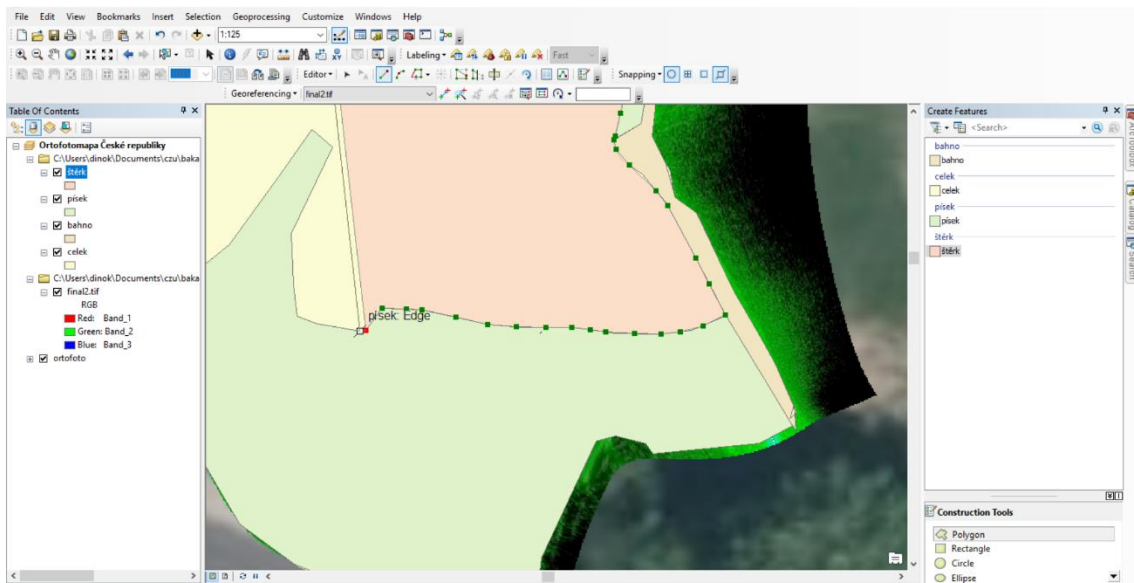 File Edit View Bookmarks Insert Selection Geoprocessing Customize Windows Help
1:125
Labeling Fast
Editor Snapping
Georeferencing final2.tif
Table Of Contents
Ortofotomapa České republiky
C:\Users\dinok\Documents\czu\baka
štěrk
písek
bahno
celek
C:\Users\dinok\Documents\czu\baka
final2.tif
RGB
Red: Band_1
Green: Band_2
Blue: Band_3
ortofoto
písek: Edge
Create Features
<Search>
bahno
bahno
celek
celek
písek
písek
štěrk
štěrk
Construction Tools
Polygon
Rectangle
Circle
Ellipse
ArcToolbox
Catalog
Search